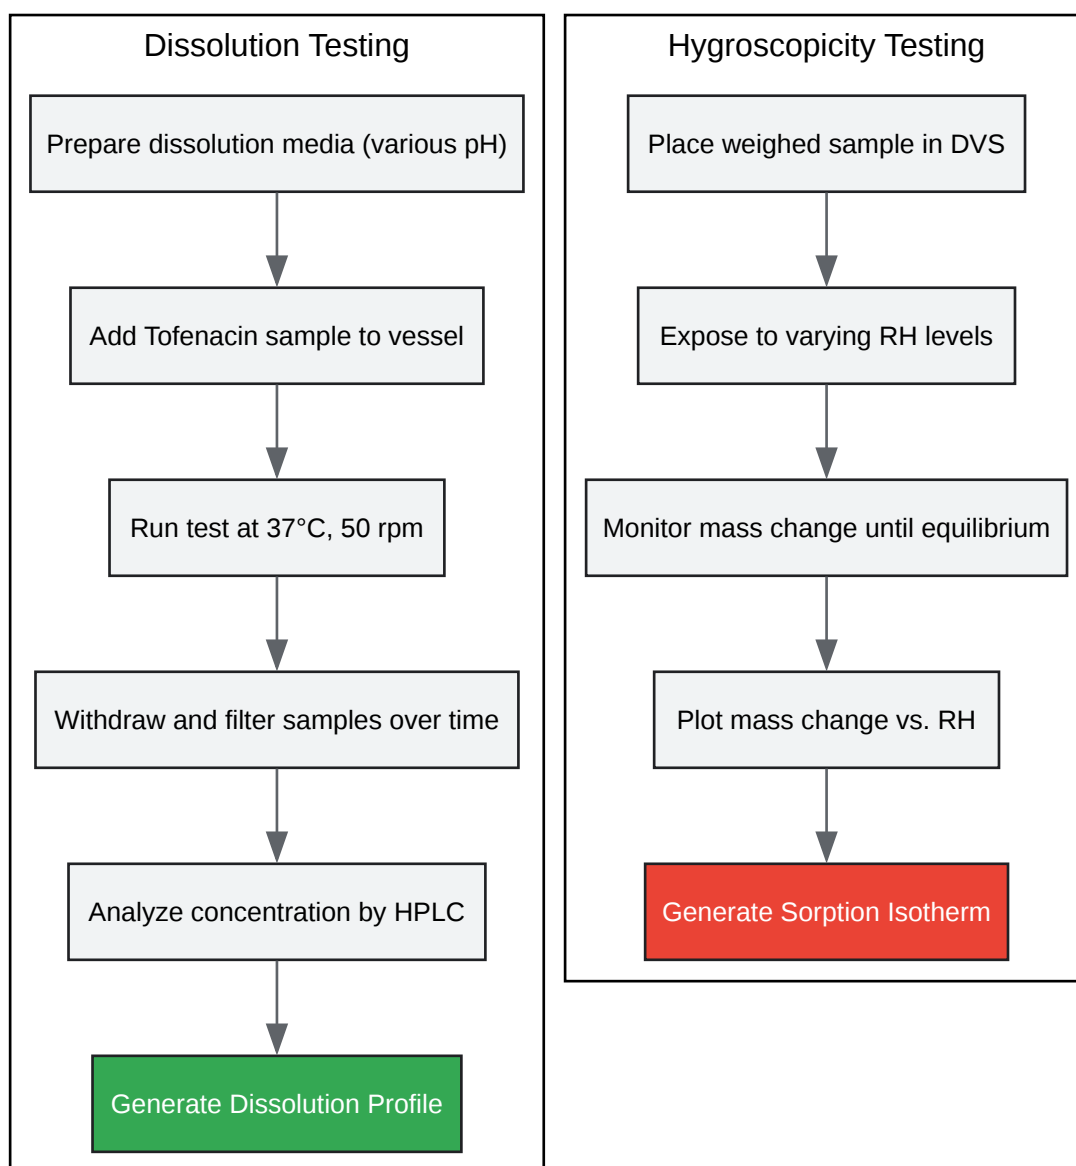 Dissolution Testing
Prepare dissolution media (various pH)
Add Tofenacin sample to vessel
Run test at 37°C, 50 rpm
Withdraw and filter samples over time
Analyze concentration by HPLC
Generate Dissolution Profile
Hygroscopicity Testing
Place weighed sample in DVS
Expose to varying RH levels
Monitor mass change until equilibrium
Plot mass change vs. RH
Generate Sorption Isotherm